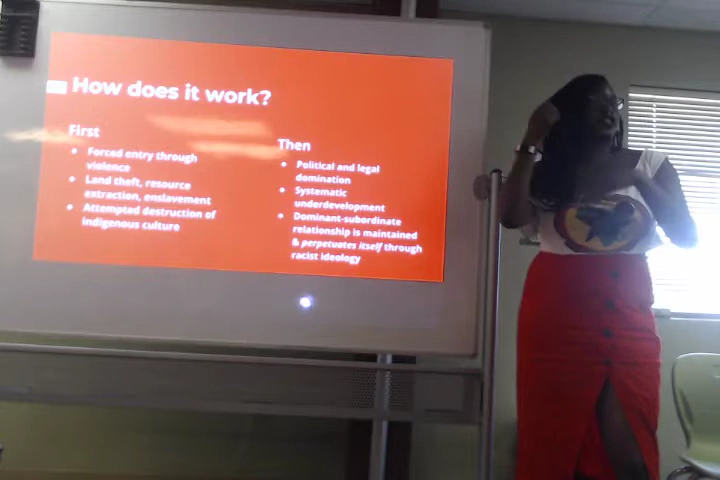 How does it work?
First
• Forced entry through
violence
• Land theft, resource
extraction, enslavement
• Attempted destruction of
indigenous culture
Then
• Political and legal
domination
• Systematic
underdevelopment
• Dominant-subordinate
relationship is maintained
& perpetuates itself through
racist ideology